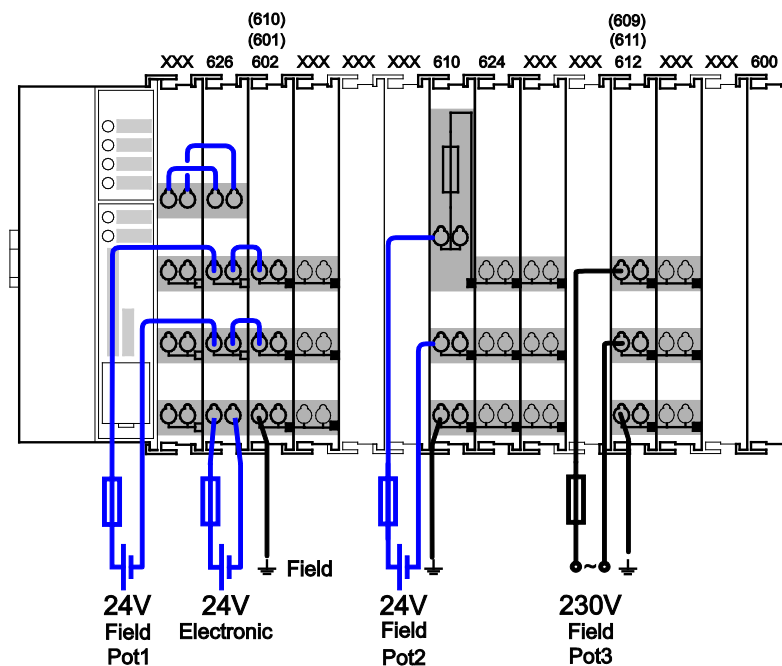 (610) (609)
(601) (611)
XXX 626 602 XXX XXX XXX 610 624 XXX XXX 612 XXX XXX 600
~
Field
24V 24V 24V 230V
Field Electronic Field Field
Pot1 Pot2 Pot3